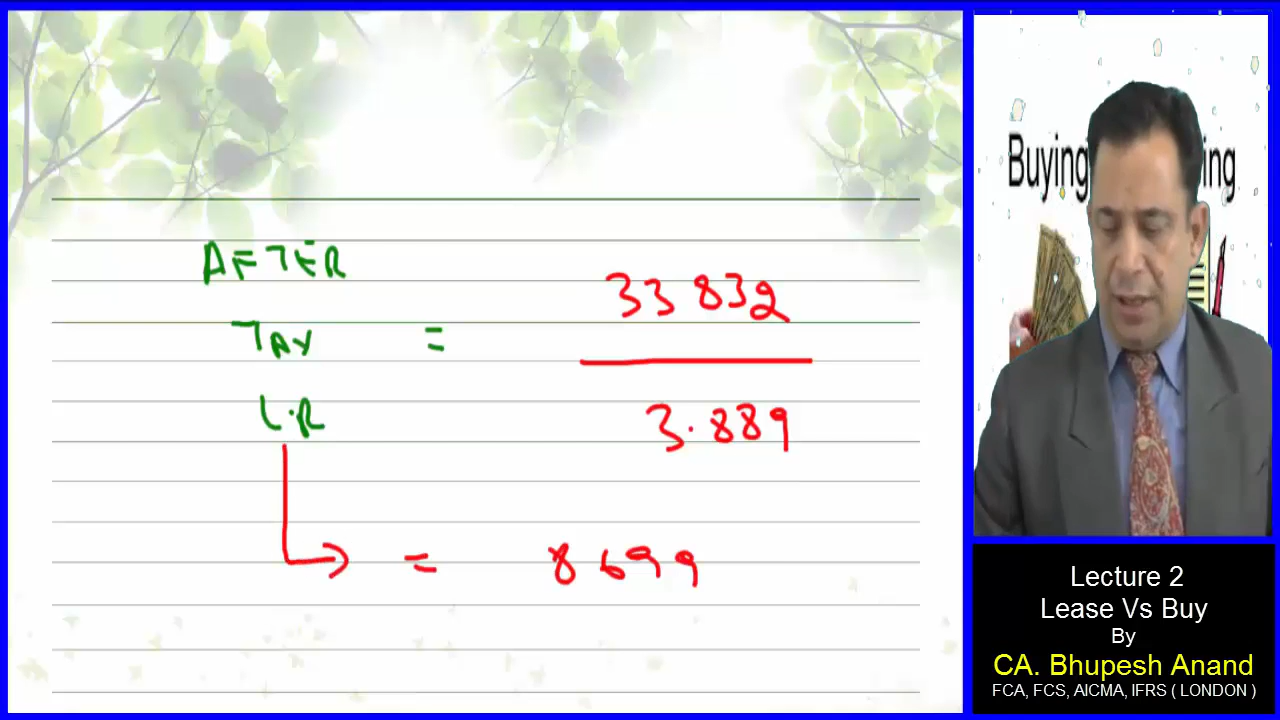 AFTER
TAX = 33832
L.R 3.889
= 8699
Buying
ing
Lecture 2
Lease Vs Buy
By
CA. Bhupesh Anand
FCA, FCS, AICMA, IFRS ( LONDON )